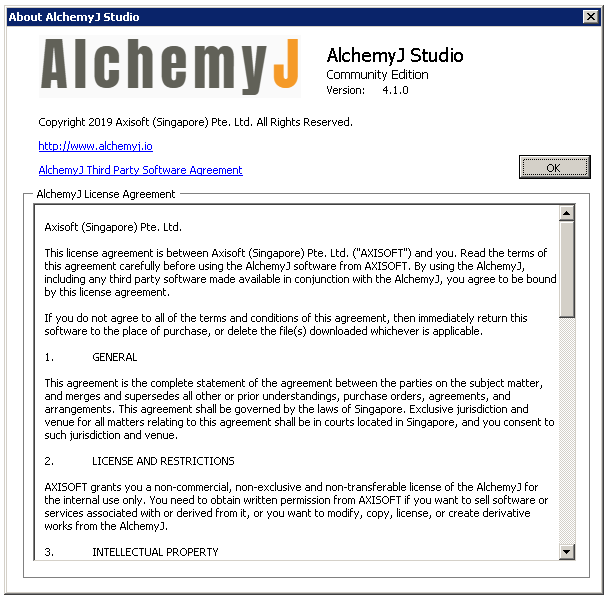 About AlchemyJ Studio
AlchemyJ
AlchemyJ Studio
Community Edition
Version: 4.1.0
Copyright 2019 Axisoft (Singapore) Pte. Ltd. All Rights Reserved.
http://www.alchemyj.io
AlchemyJ Third Party Software Agreement
OK
AlchemyJ License Agreement
Axisoft (Singapore) Pte. Ltd.
This license agreement is between Axisoft (Singapore) Pte. Ltd. ("AXISOFT") and you. Read the terms of
this agreement carefully before using the AlchemyJ software from AXISOFT. By using the AlchemyJ,
including any third party software made available in conjunction with the AlchemyJ, you agree to be bound
by this license agreement.
If you do not agree to all of the terms and conditions of this agreement, then immediately return this
software to the place of purchase, or delete the file(s) downloaded whichever is applicable.
1. GENERAL
This agreement is the complete statement of the agreement between the parties on the subject matter,
and merges and supersedes all other or prior understandings, purchase orders, agreements, and
arrangements. This agreement shall be governed by the laws of Singapore. Exclusive jurisdiction and
venue for all matters relating to this agreement shall be in courts located in Singapore, and you consent to
such jurisdiction and venue.
2. LICENSE AND RESTRICTIONS
AXISOFT grants you a non-commercial, non-exclusive and non-transferable license of the AlchemyJ for
the internal use only. You need to obtain written permission from AXISOFT if you want to sell software or
services associated with or derived from it, or you want to modify, copy, license, or create derivative
works from the AlchemyJ.
3. INTELLECTUAL PROPERTY